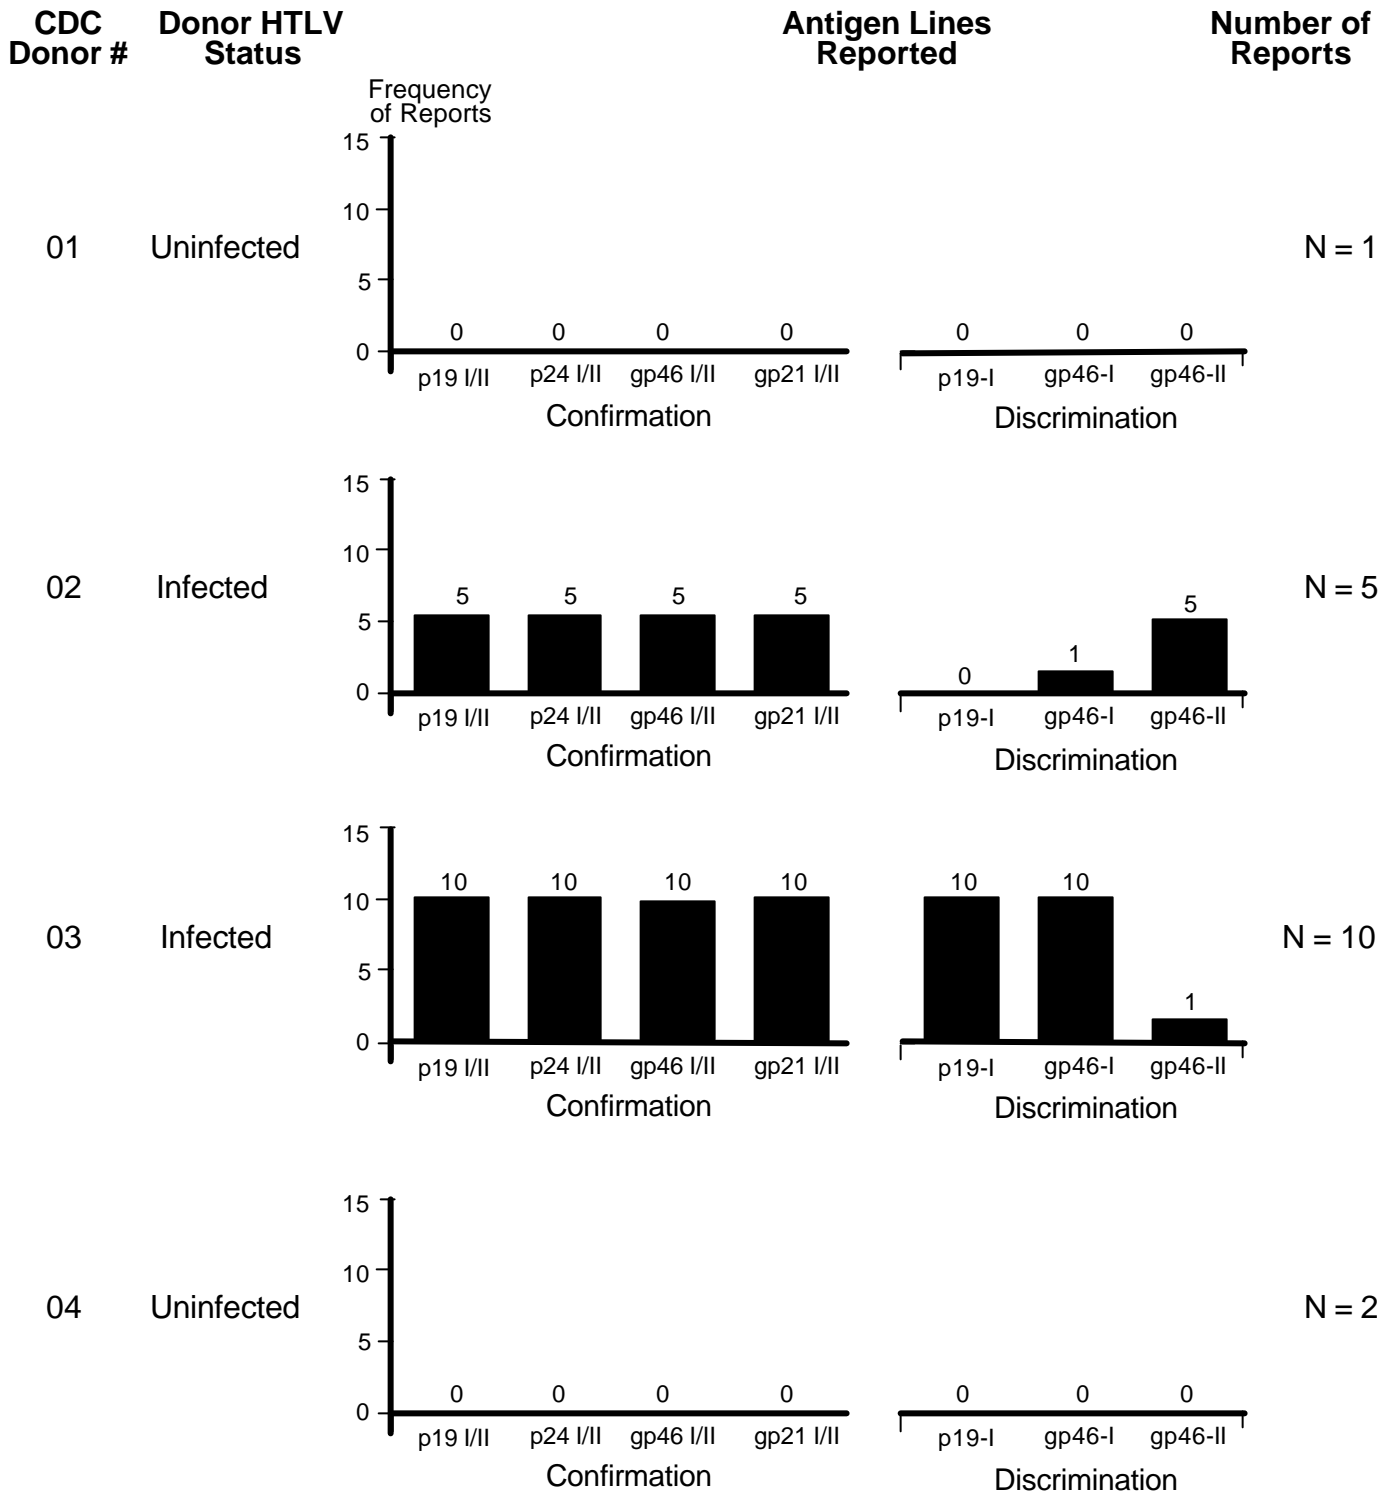 CDC Donor HTLV Antigen Lines Number of
Donor # Status Reported Reports
Frequency
of Reports
15
10
01 Uninfected N = 1
5
0 0 0 0 0 0 0
0
p19 I/II p24 I/II gp46 I/II gp21 I/II p19-I gp46-I gp46-II
Confirmation Discrimination
15
10
02 Infected N = 5
5 5 5 5 5
5
1
0
0
p19 I/II p24 I/II gp46 I/II gp21 I/II p19-I gp46-I gp46-II
Confirmation Discrimination
15
10 10 10 10 10 10
10
03 Infected N = 10
5
1
0
p19 I/II p24 I/II gp46 I/II gp21 I/II p19-I gp46-I gp46-II
Confirmation Discrimination
15
10
04 Uninfected N = 2
5
0 0 0 0 0 0 0
0
p19 I/II p24 I/II gp46 I/II gp21 I/II p19-I gp46-I gp46-II
Confirmation Discrimination